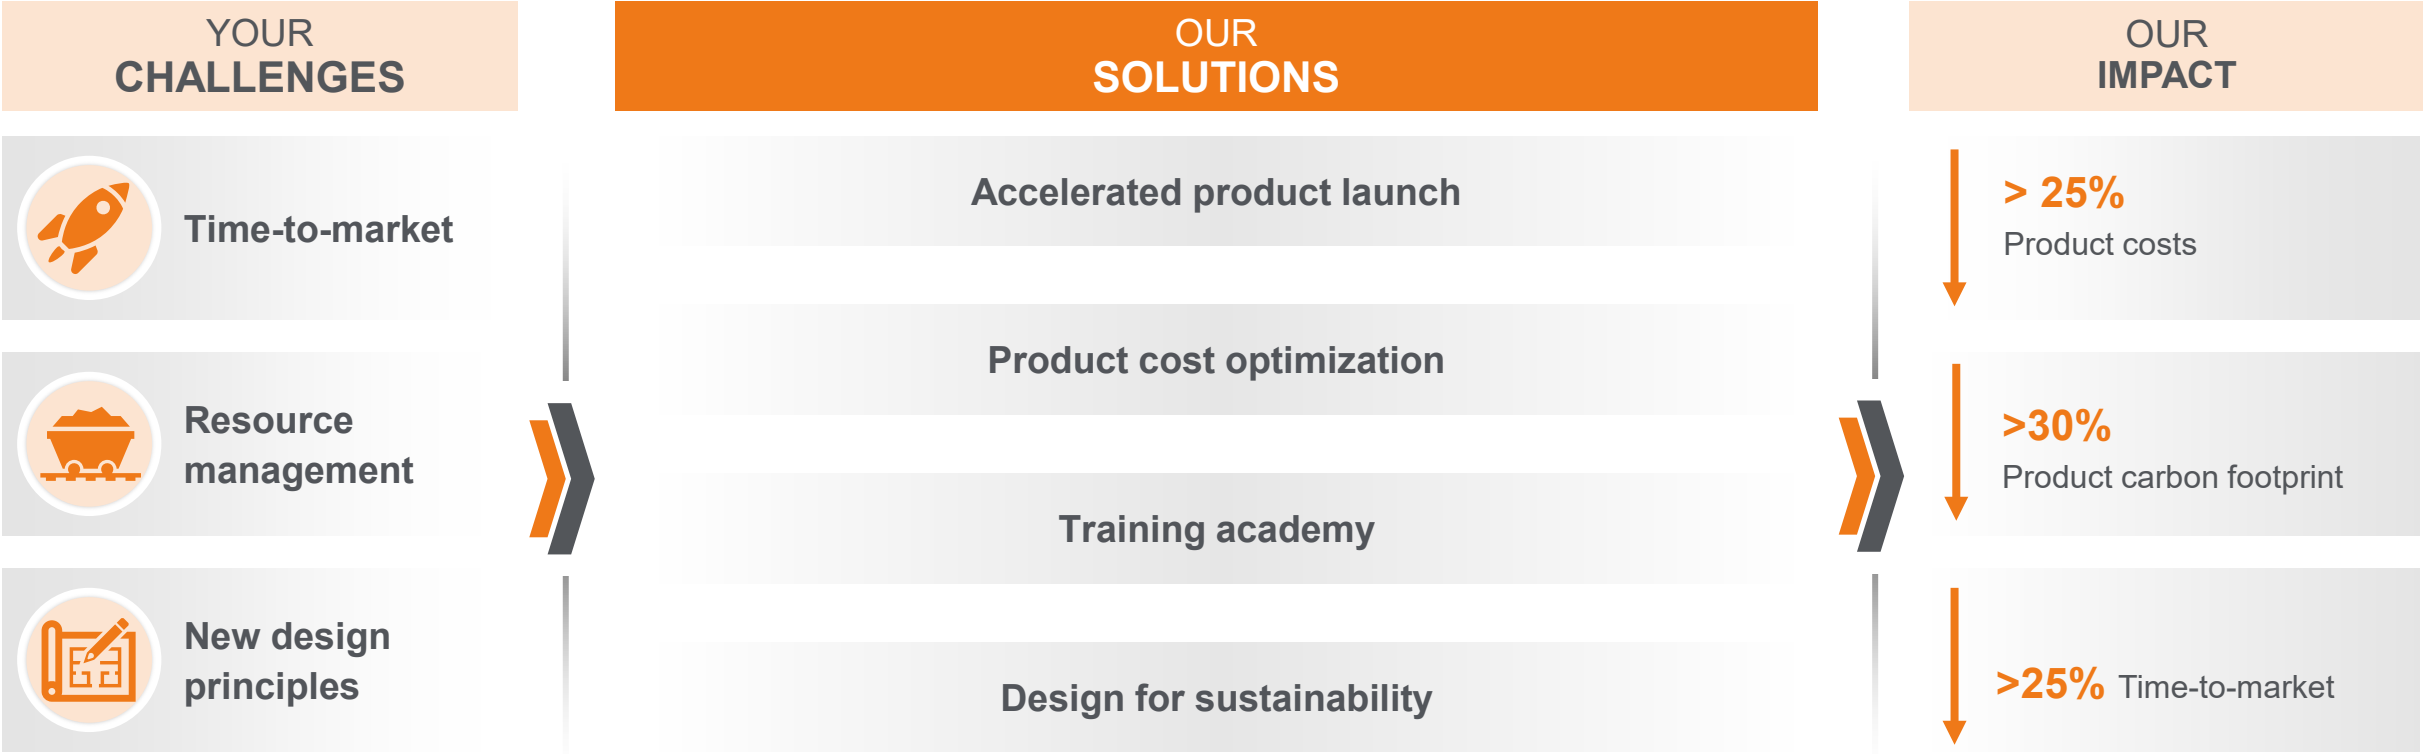 YOUR
CHALLENGES
Time-to-market
Resource
management
New design
principles
OUR
SOLUTIONS
Accelerated product launch
Product cost optimization
Training academy
Design for sustainability
OUR
IMPACT
> 25%
Product costs
>30%
Product carbon footprint
>25% Time-to-market